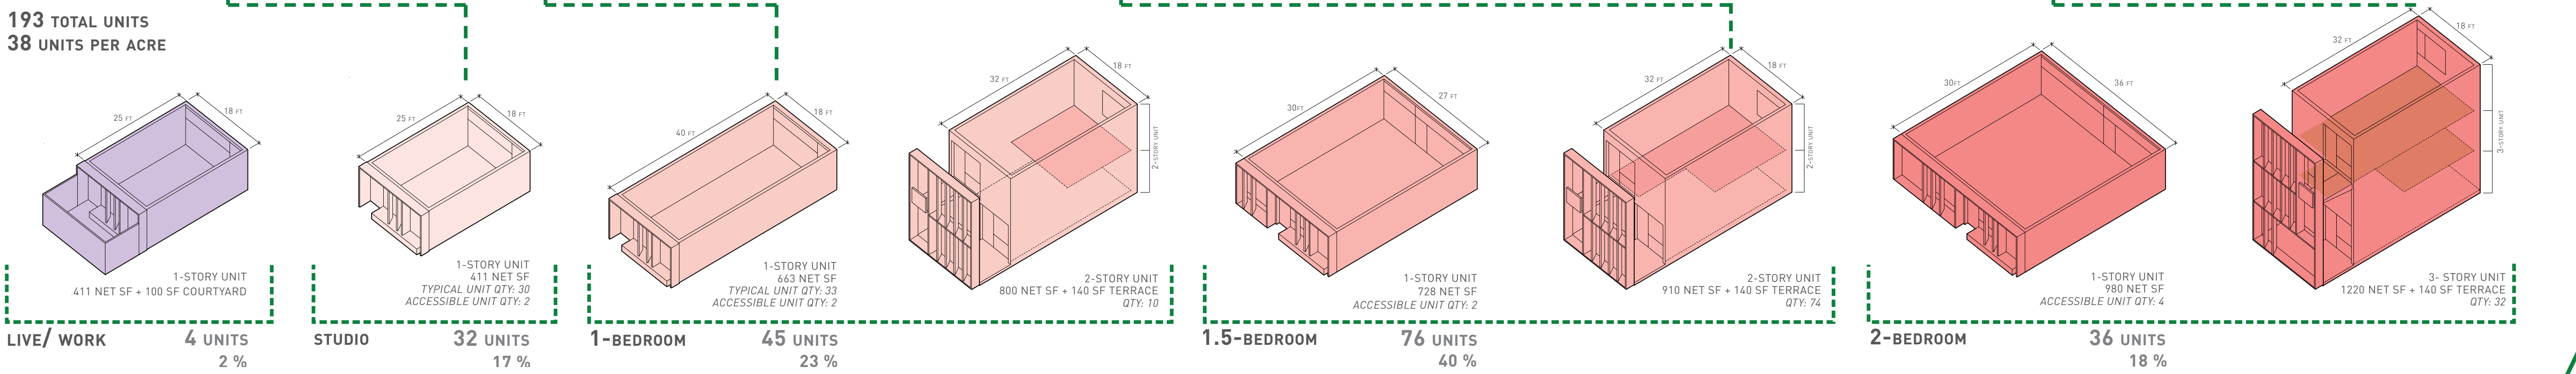 193 TOTAL UNITS
38 UNITS PER ACRE
25 FT
18 FT
1-STORY UNIT
411 NET SF + 100 SF COURTYARD
LIVE/ WORK
4 UNITS
2 %
25 FT
18 FT
1-STORY UNIT
411 NET SF
TYPICAL UNIT QTY: 30
ACCESSIBLE UNIT QTY: 2
STUDIO
32 UNITS
17 %
40 FT
18 FT
1-STORY UNIT
663 NET SF
TYPICAL UNIT QTY: 33
ACCESSIBLE UNIT QTY: 2
32 FT
18 FT
2-STORY UNIT
2-STORY UNIT
800 NET SF + 140 SF TERRACE
QTY: 10
1-BEDROOM
45 UNITS
23 %
30FT
27 FT
1-STORY UNIT
728 NET SF
ACCESSIBLE UNIT QTY: 2
32 FT
18 FT
2-STORY UNIT
2-STORY UNIT
910 NET SF + 140 SF TERRACE
QTY: 74
1.5-BEDROOM
76 UNITS
40 %
30FT
36 FT
1-STORY UNIT
980 NET SF
ACCESSIBLE UNIT QTY: 4
32 FT
18 FT
3-STORY UNIT
3- STORY UNIT
1220 NET SF + 140 SF TERRACE
QTY: 32
2-BEDROOM
36 UNITS
18 %